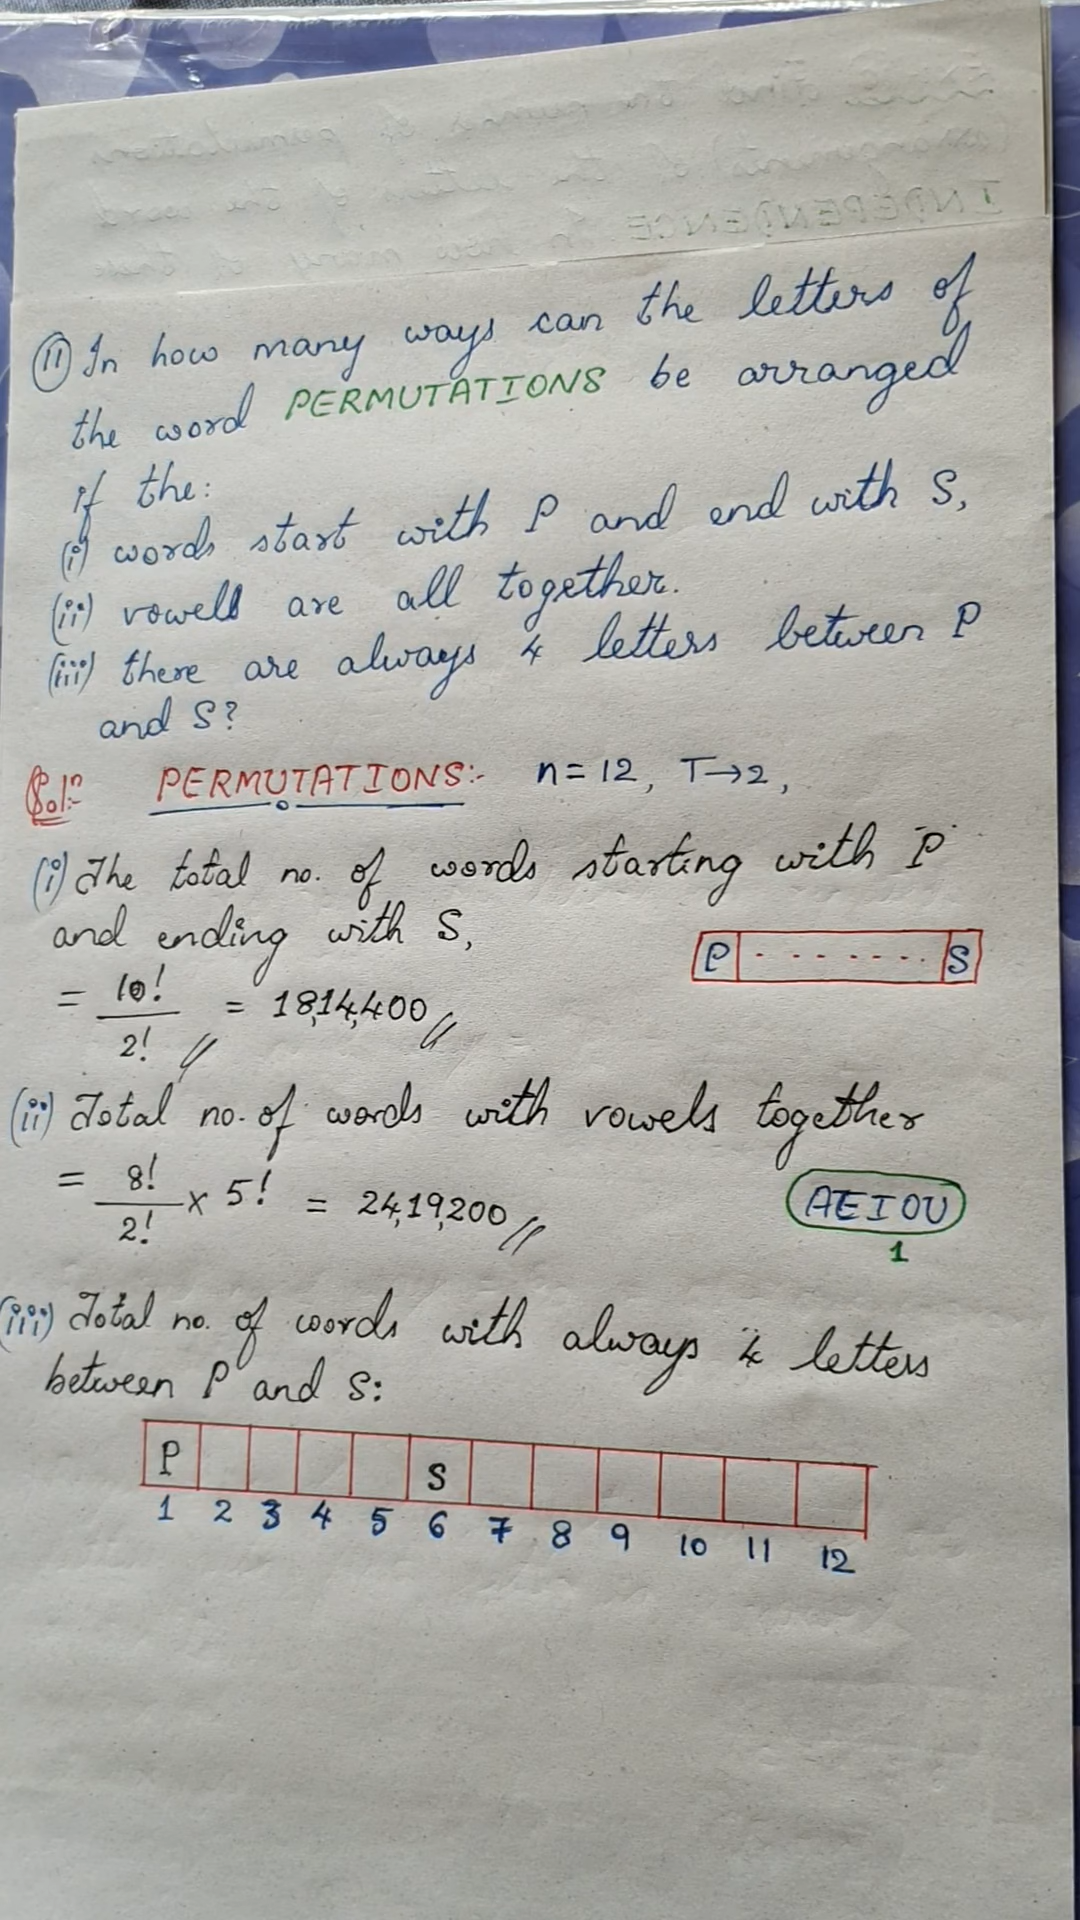 (11) In how many ways can the letters of
the word PERMUTATIONS be arranged
if the:
(i) words start with P and end with S,
(ii) vowels are all together.
(iii) there are always 4 letters between P
and S?
Solⁿ:- PERMUTATIONS:- n=12, T→2,
(i) The total no. of words starting with P
and ending with S,
P ........ S
= 10!/2! = 18,14,400
(ii) Total no. of words with vowels together
= 8!/2! × 5! = 24,19,200
AEIOU
1
(iii) Total no. of words with always 4 letters
between P and S:
P S
1 2 3 4 5 6 7 8 9 10 11 12